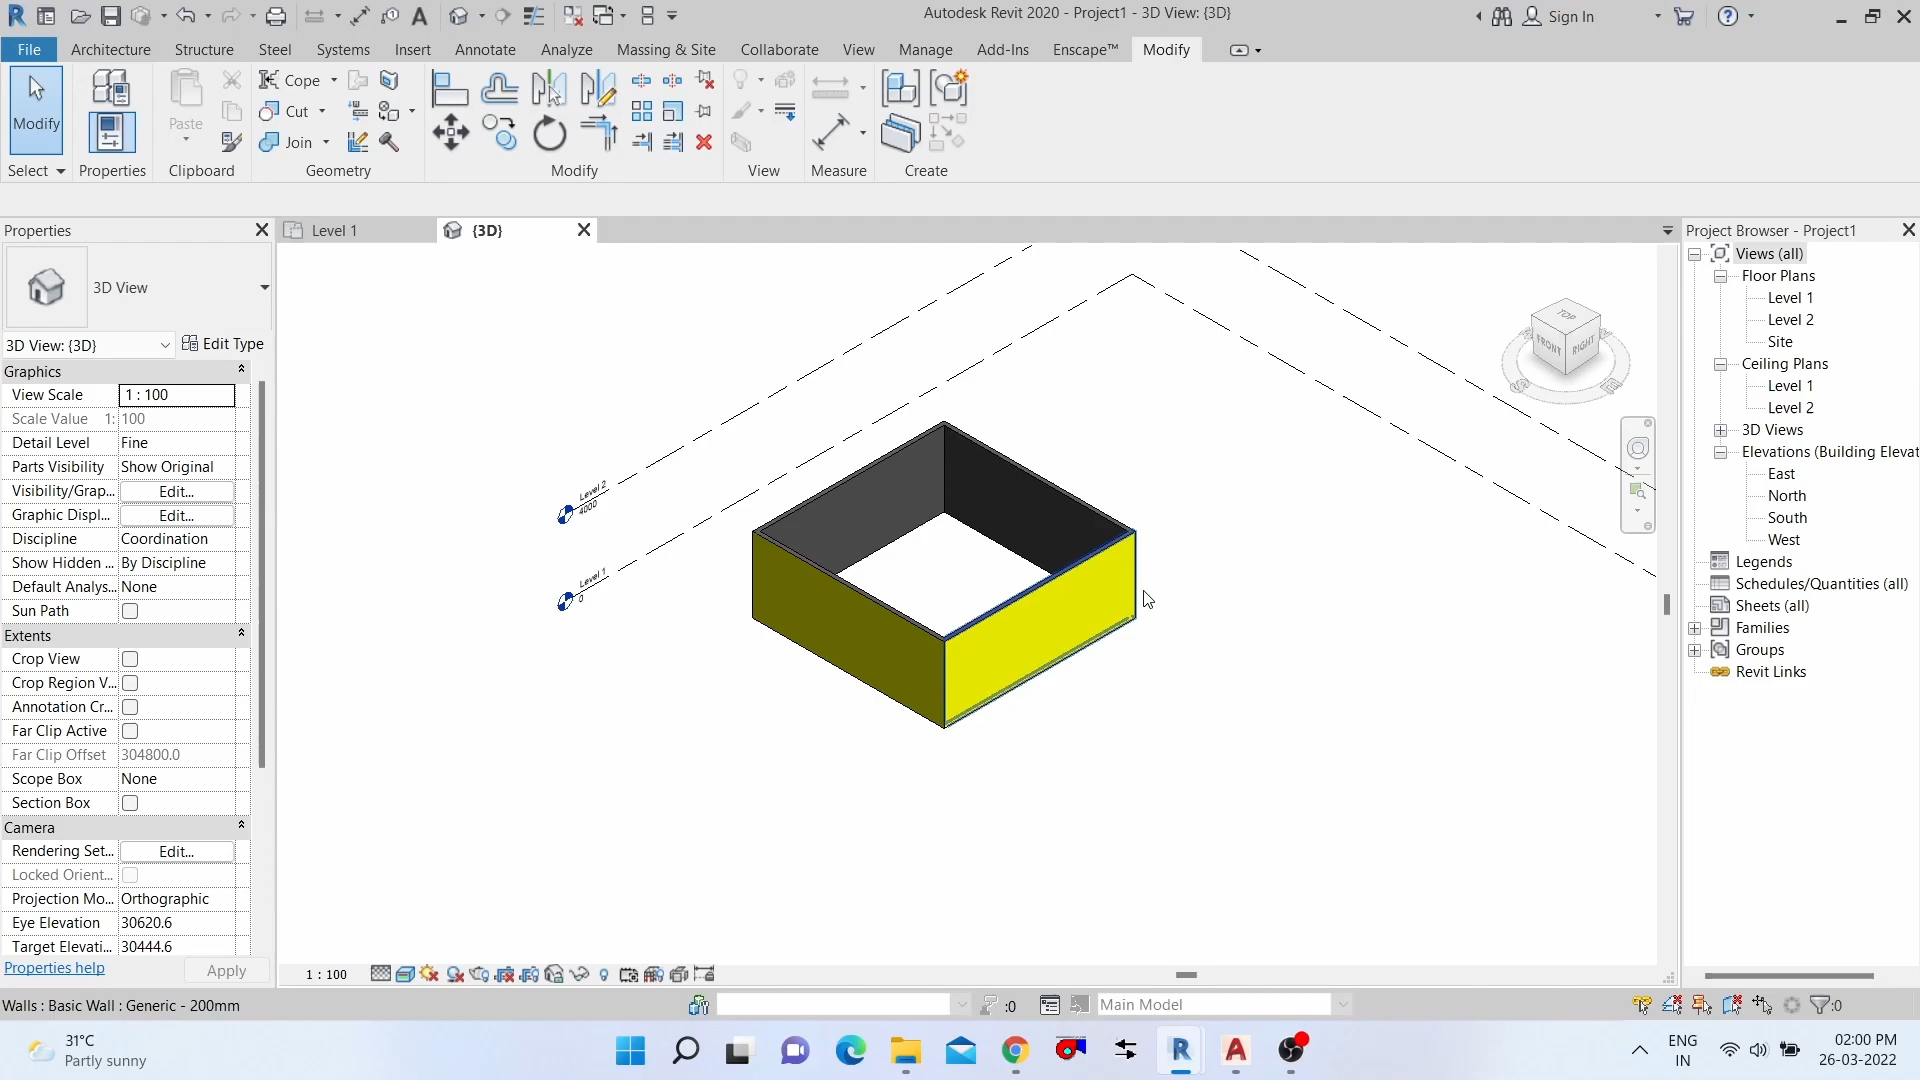 Autodesk Revit 2020 - Project1 - 3D View: {3D}
Sign In
File
Architecture
Structure
Steel
Systems
Insert
Annotate
Analyze
Massing & Site
Collaborate
View
Manage
Add-Ins
Enscape™
Modify
Modify
Paste
Cope
Cut
Join
Select
Properties
Clipboard
Geometry
Modify
View
Measure
Create
Properties
Level 1
{3D}
Project Browser - Project1
3D View
3D View: {3D}
Edit Type
Graphics
View Scale 1 : 100
Scale Value 1: 100
Detail Level Fine
Parts Visibility Show Original
Visibility/Grap... Edit...
Graphic Displ... Edit...
Discipline Coordination
Show Hidden ... By Discipline
Default Analys... None
Sun Path
Extents
Crop View
Crop Region V...
Annotation Cr...
Far Clip Active
Far Clip Offset 304800.0
Scope Box None
Section Box
Camera
Rendering Set... Edit...
Locked Orient...
Projection Mo... Orthographic
Eye Elevation 30620.6
Target Elevati... 30444.6
Properties help
Apply
Level 2
4000
Level 1
0
TOP
FRONT
RIGHT
S
E
Views (all)
Floor Plans
Level 1
Level 2
Site
Ceiling Plans
Level 1
Level 2
3D Views
Elevations (Building Elevat
East
North
South
West
Legends
Schedules/Quantities (all)
Sheets (all)
Families
Groups
Revit Links
1 : 100
Walls : Basic Wall : Generic - 200mm
:0
Main Model
:0
31°C
Partly sunny
ENG
IN
02:00 PM
26-03-2022